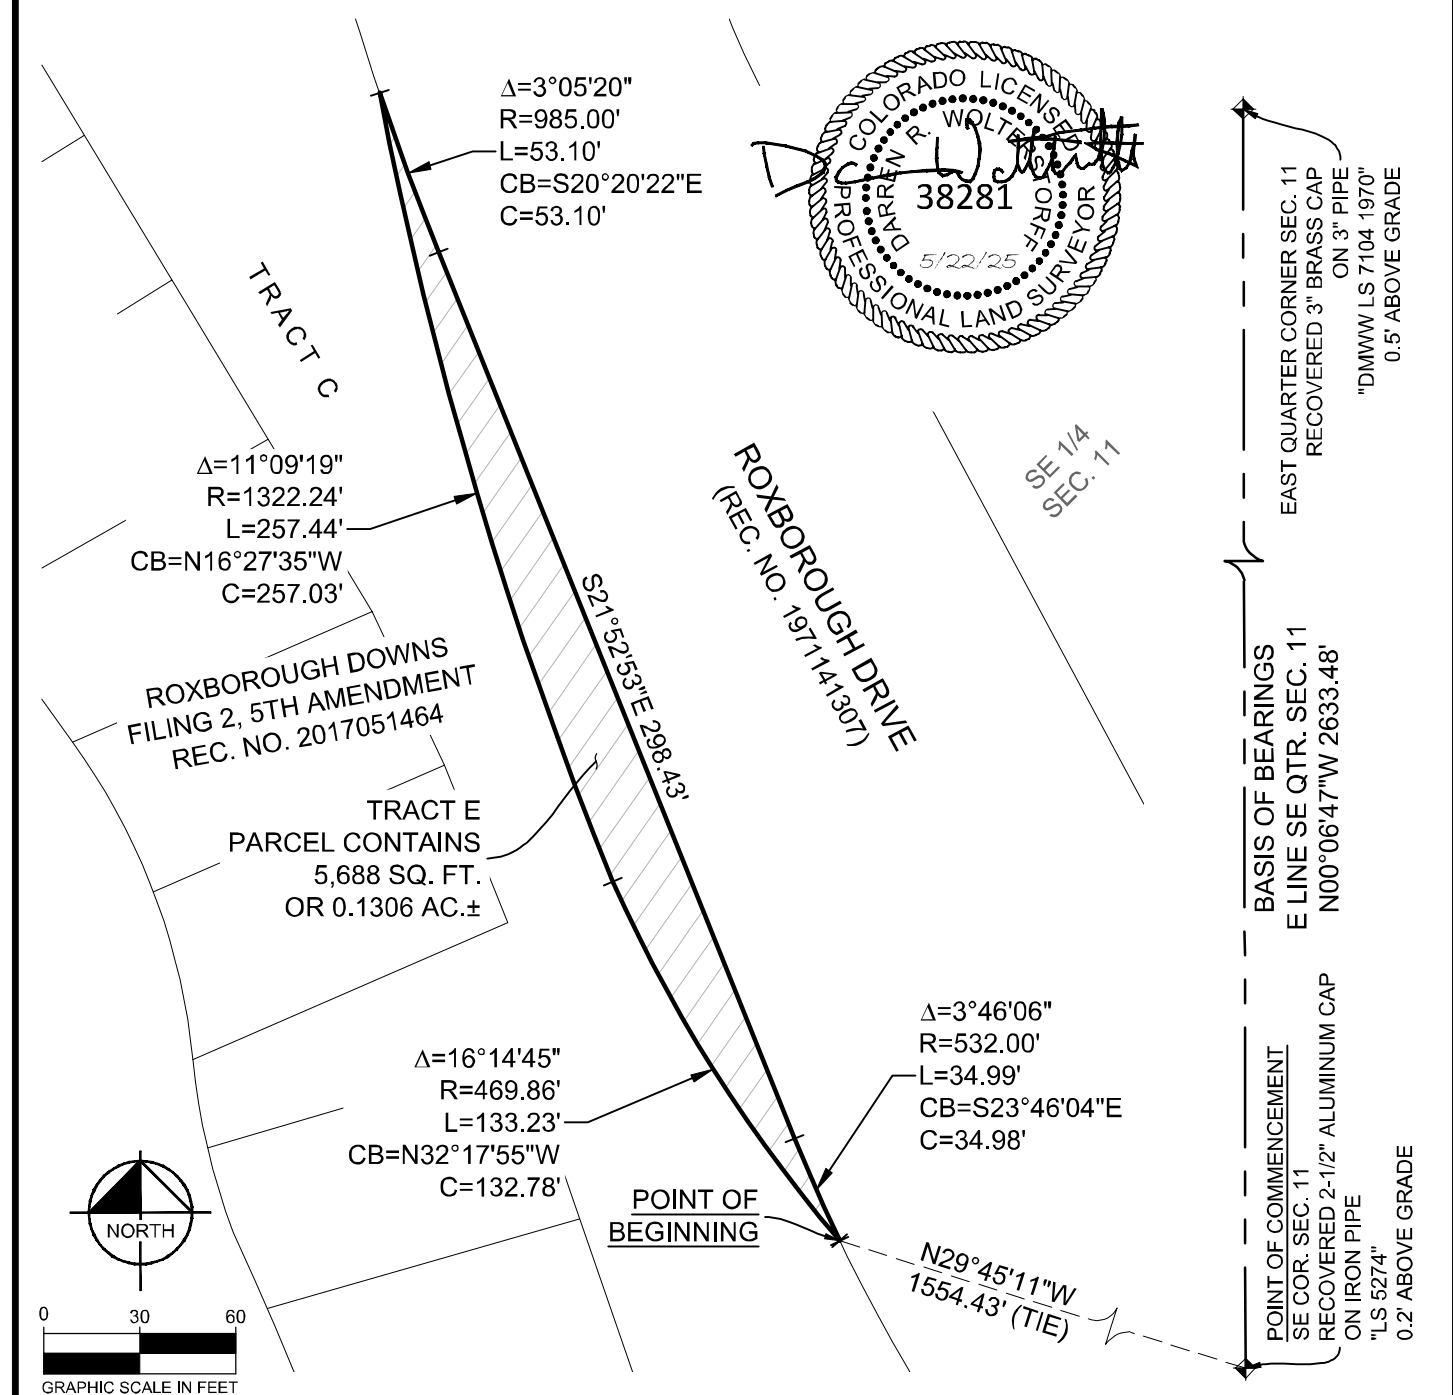 Δ=3°05'20"
R=985.00'
L=53.10'
CB=S20°20'22"E
C=53.10'
COLORADO LICENSED
PROFESSIONAL LAND SURVEYOR
DARREN R. WOLTERSTORFF
38281
5/22/25
EAST QUARTER CORNER SEC. 11
RECOVERED 3" BRASS CAP
ON 3" PIPE
"DMWW LS 7104 1970"
0.5' ABOVE GRADE
TRACT C
Δ=11°09'19"
R=1322.24'
L=257.44'
CB=N16°27'35"W
C=257.03'
SE 1/4
SEC. 11
ROXBOROUGH DRIVE
(REC. NO. 1971141307)
S21°52'53"E 298.43'
ROXBOROUGH DOWNS
FILING 2, 5TH AMENDMENT
REC. NO. 2017051464
BASIS OF BEARINGS
E LINE SE QTR. SEC. 11
N00°06'47"W 2633.48'
TRACT E
PARCEL CONTAINS
5,688 SQ. FT.
OR 0.1306 AC.±
Δ=3°46'06"
R=532.00'
L=34.99'
CB=S23°46'04"E
C=34.98'
Δ=16°14'45"
R=469.86'
L=133.23'
CB=N32°17'55"W
C=132.78'
POINT OF COMMENCEMENT
SE COR. SEC. 11
RECOVERED 2-1/2" ALUMINUM CAP
ON IRON PIPE
"LS 5274"
0.2' ABOVE GRADE
POINT OF
BEGINNING
NORTH
N29°45'11"W
1554.43' (TIE)
0 30 60
GRAPHIC SCALE IN FEET